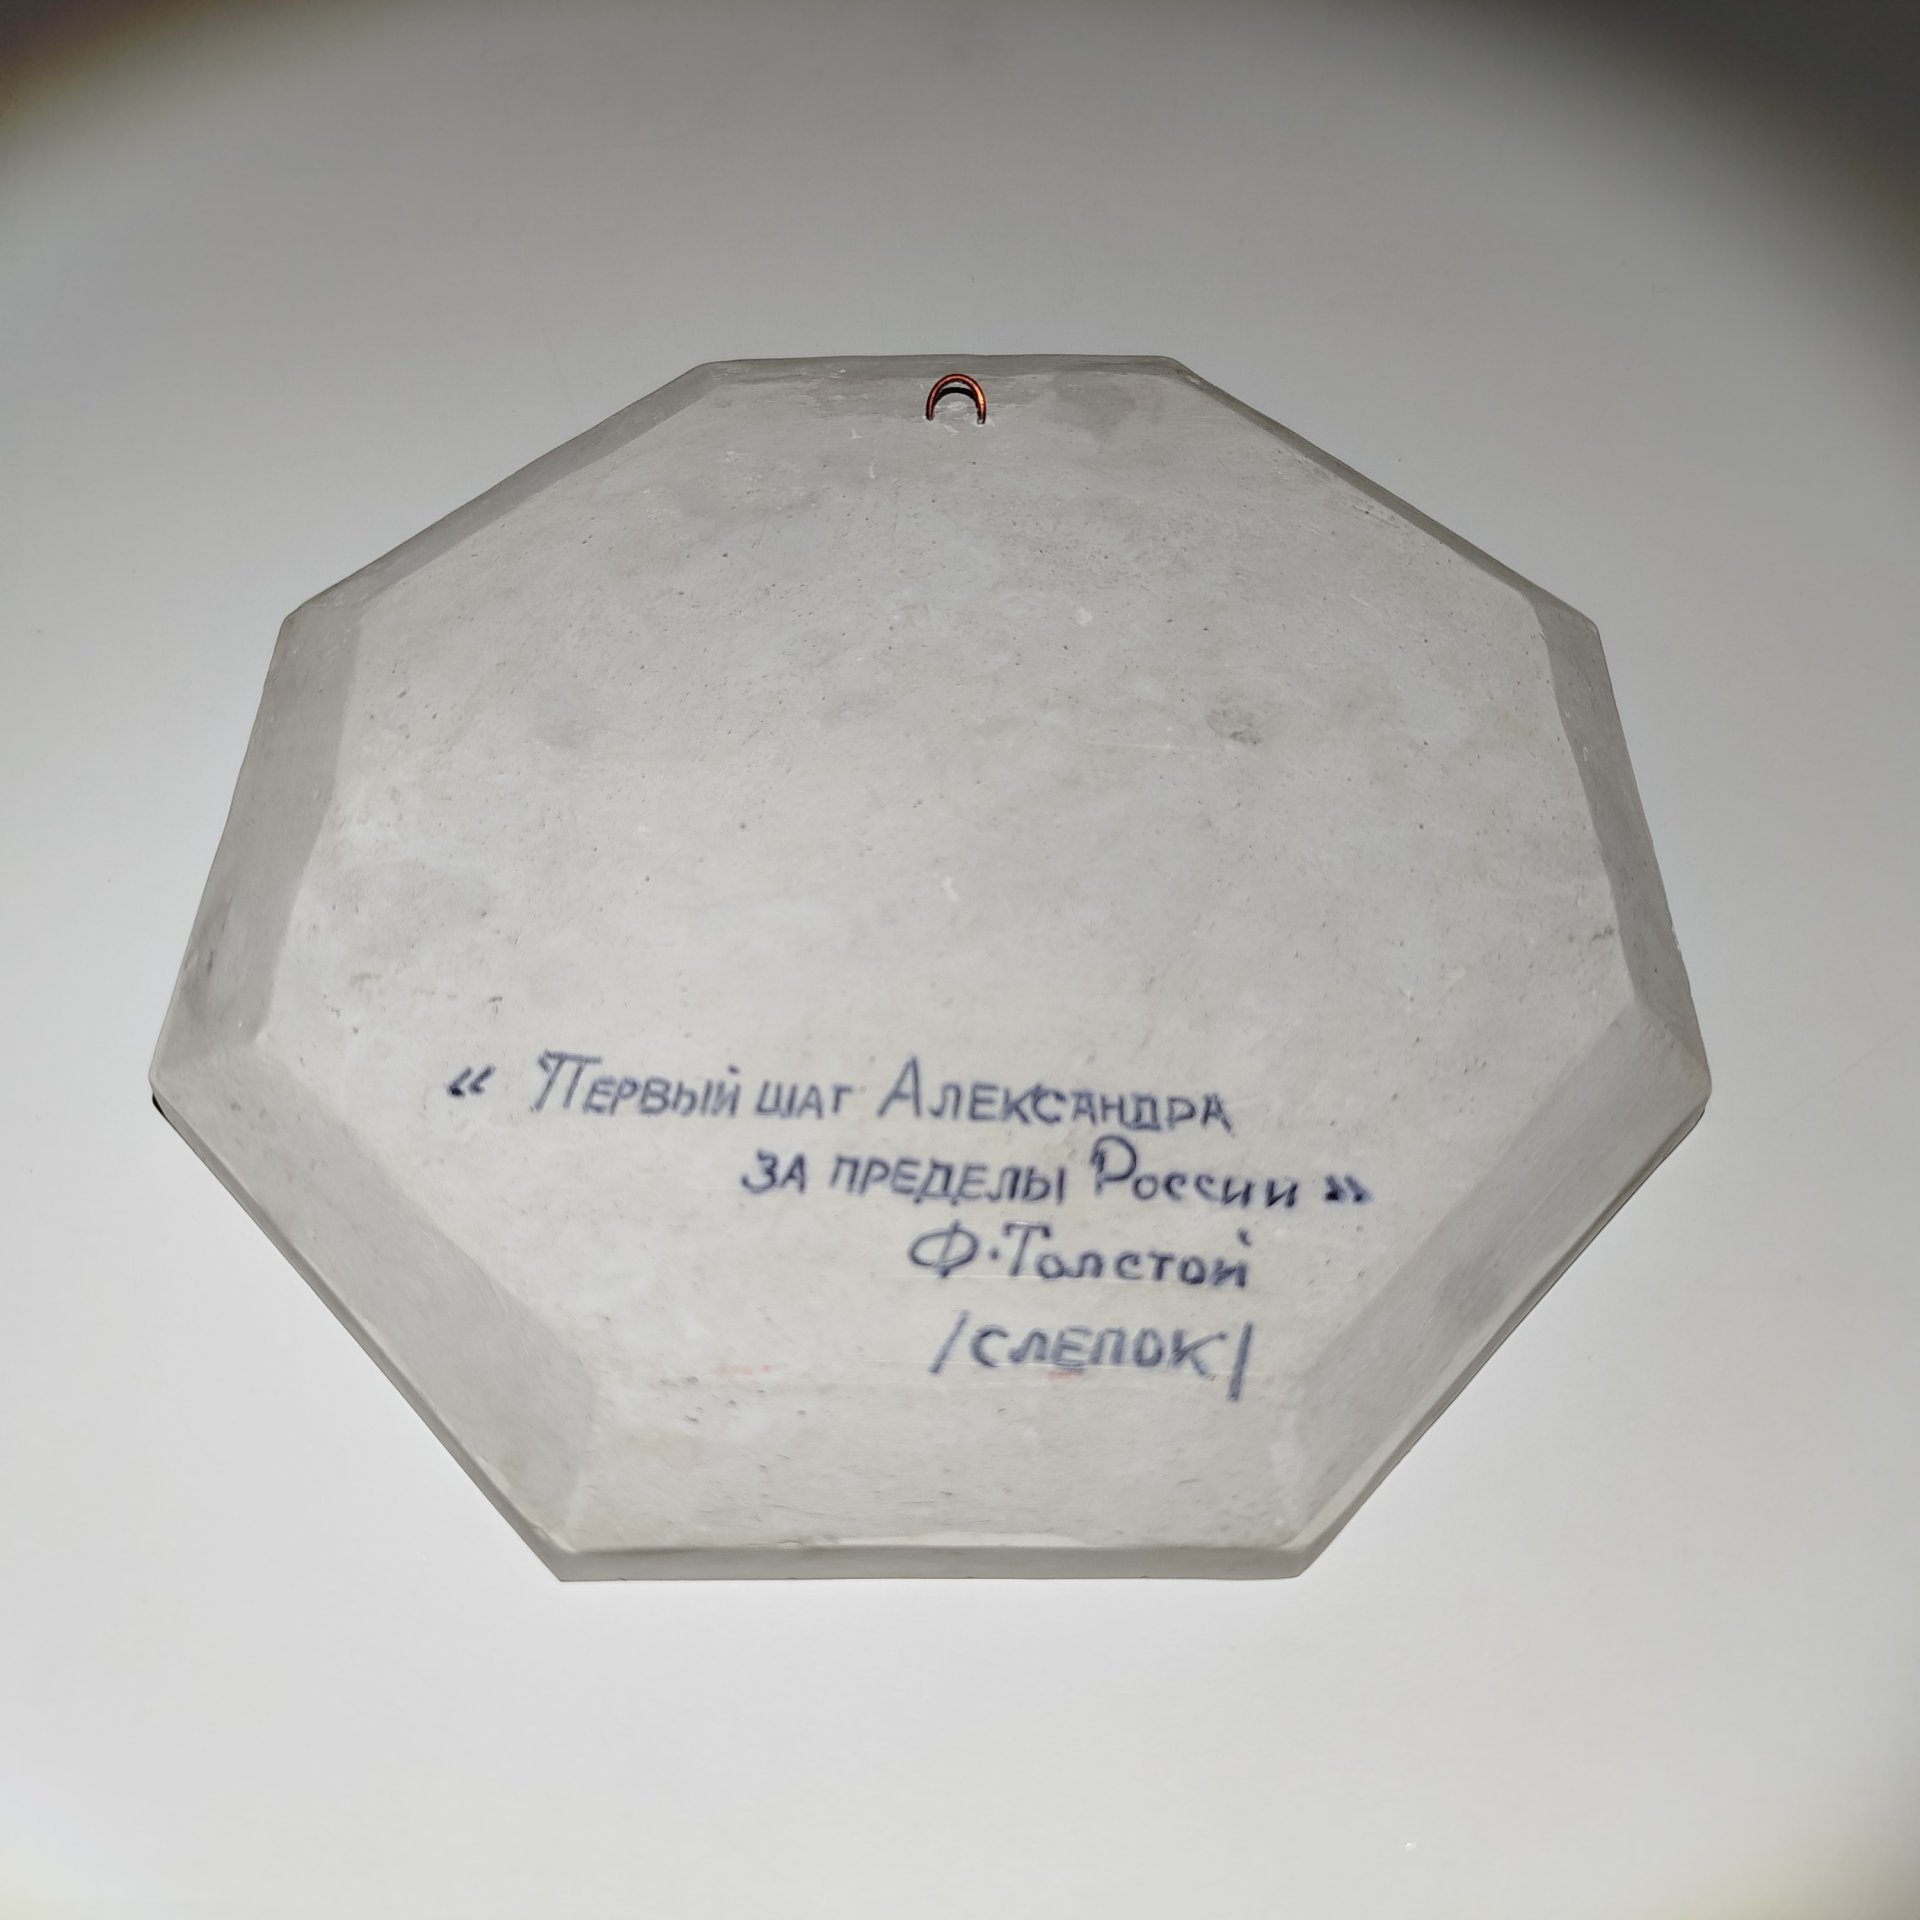 « Первый шаг Александра
за пределы России »
Ф. Толстой
/слепок/